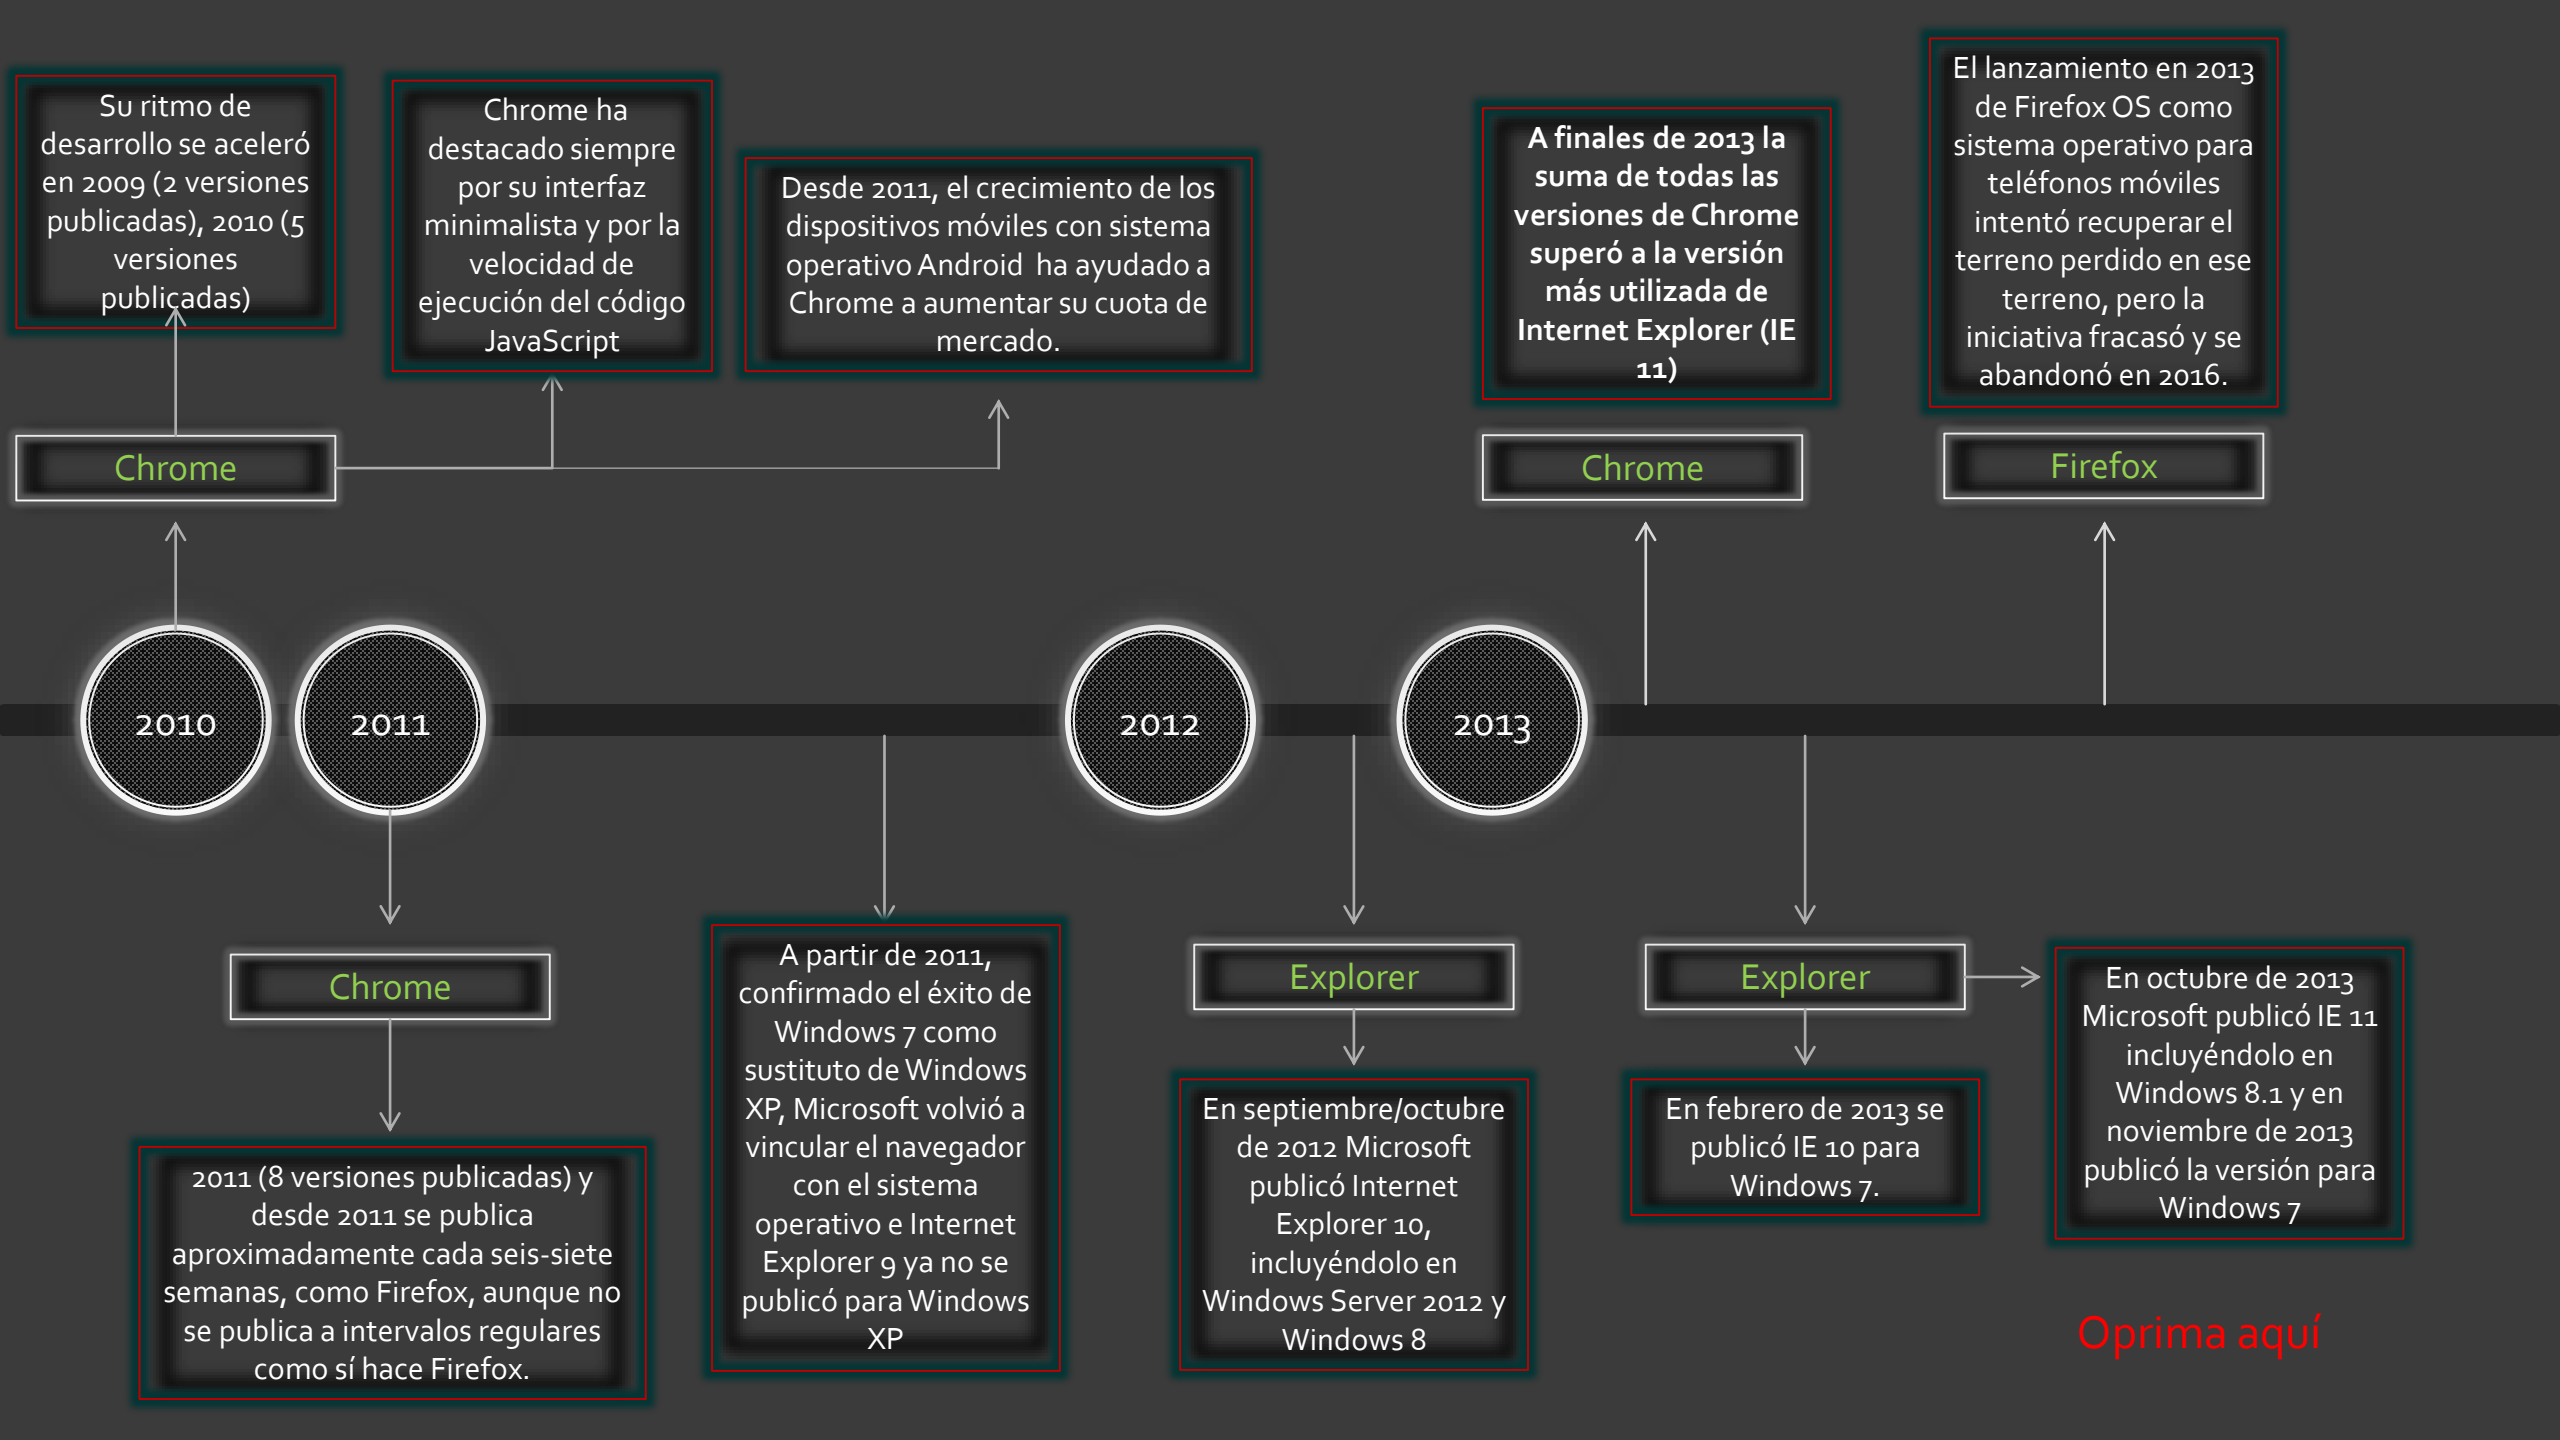 Su ritmo de
desarrollo se aceleró
en 2009 (2 versiones
publicadas), 2010 (5
versiones
publicadas)
Chrome ha
destacado siempre
por su interfaz
minimalista y por la
velocidad de
ejecución del código
JavaScript
Desde 2011, el crecimiento de los
dispositivos móviles con sistema
operativo Android ha ayudado a
Chrome a aumentar su cuota de
mercado.
A finales de 2013 la
suma de todas las
versiones de Chrome
superó a la versión
más utilizada de
Internet Explorer (IE
11)
El lanzamiento en 2013
de Firefox OS como
sistema operativo para
teléfonos móviles
intentó recuperar el
terreno perdido en ese
terreno, pero la
iniciativa fracasó y se
abandonó en 2016.
Chrome
Chrome
Firefox
2010
2011
2012
2013
Chrome
2011 (8 versiones publicadas) y
desde 2011 se publica
aproximadamente cada seis-siete
semanas, como Firefox, aunque no
se publica a intervalos regulares
como sí hace Firefox.
A partir de 2011,
confirmado el éxito de
Windows 7 como
sustituto de Windows
XP, Microsoft volvió a
vincular el navegador
con el sistema
operativo e Internet
Explorer 9 ya no se
publicó para Windows
XP
Explorer
En septiembre/octubre
de 2012 Microsoft
publicó Internet
Explorer 10,
incluyéndolo en
Windows Server 2012 y
Windows 8
Explorer
En febrero de 2013 se
publicó IE 10 para
Windows 7.
En octubre de 2013
Microsoft publicó IE 11
incluyéndolo en
Windows 8.1 y en
noviembre de 2013
publicó la versión para
Windows 7
Oprima aquí